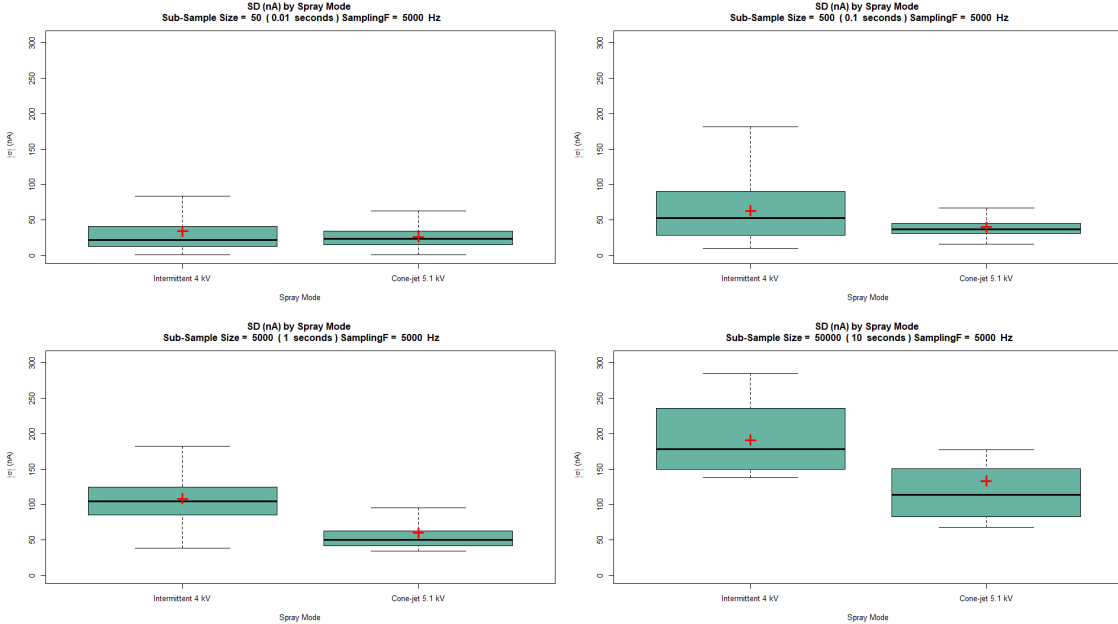 SD (nA) by Spray Mode
Sub-Sample Size = 50 ( 0.01 seconds ) SamplingF = 5000 Hz
300
250
200
150
100
50
0
|σ| (nA)
Intermittent 4 kV
Cone-jet 5.1 kV
Spray Mode
SD (nA) by Spray Mode
Sub-Sample Size = 500 ( 0.1 seconds ) SamplingF = 5000 Hz
300
250
200
150
100
50
0
|σ| (nA)
Intermittent 4 kV
Cone-jet 5.1 kV
Spray Mode
SD (nA) by Spray Mode
Sub-Sample Size = 5000 ( 1 seconds ) SamplingF = 5000 Hz
300
250
200
150
100
50
0
|σ| (nA)
Intermittent 4 kV
Cone-jet 5.1 kV
Spray Mode
SD (nA) by Spray Mode
Sub-Sample Size = 50000 ( 10 seconds ) SamplingF = 5000 Hz
300
250
200
150
100
50
0
|σ| (nA)
Intermittent 4 kV
Cone-jet 5.1 kV
Spray Mode